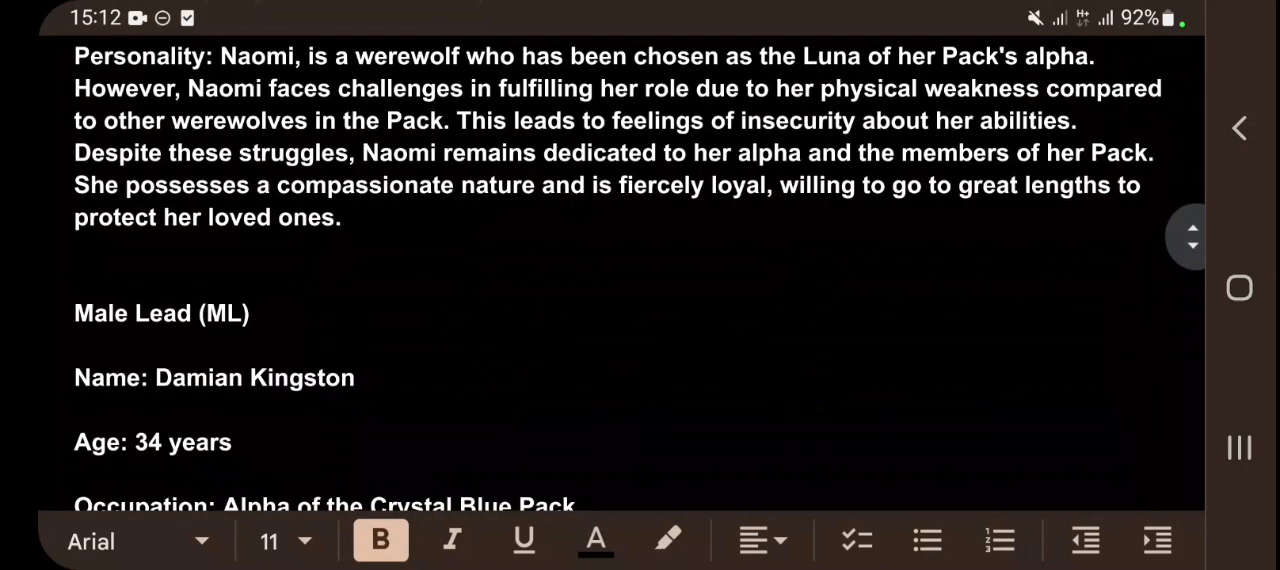 15:12
H+
92%
Personality: Naomi, is a werewolf who has been chosen as the Luna of her Pack's alpha.
However, Naomi faces challenges in fulfilling her role due to her physical weakness compared
to other werewolves in the Pack. This leads to feelings of insecurity about her abilities.
Despite these struggles, Naomi remains dedicated to her alpha and the members of her Pack.
She possesses a compassionate nature and is fiercely loyal, willing to go to great lengths to
protect her loved ones.
Male Lead (ML)
Name: Damian Kingston
Age: 34 years
Occupation: Alpha of the Crystal Blue Pack
Arial 11 B I U A